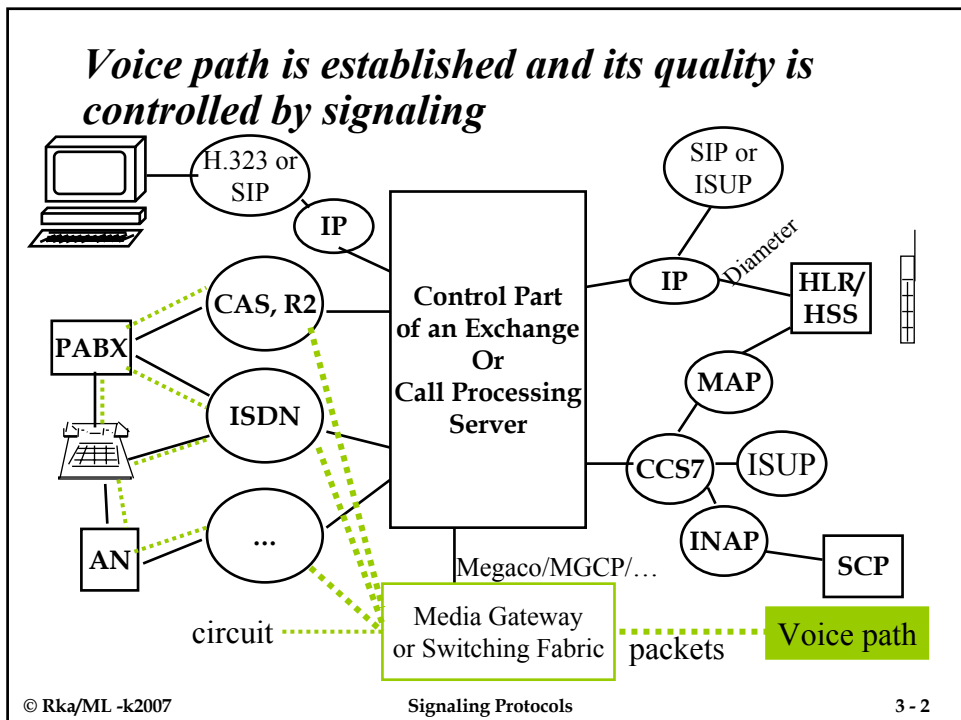 Voice path is established and its quality is
controlled by signaling
H.323 or
SIP
IP
SIP or
ISUP
IP
Diameter
HLR/
HSS
CAS, R2
PABX
Control Part
of an Exchange
Or
Call Processing
Server
MAP
ISDN
CCS7
ISUP
...
AN
INAP
SCP
Megaco/MGCP/…
Media Gateway
or Switching Fabric
circuit
packets
Voice path
© Rka/ML -k2007
Signaling Protocols
3 - 2